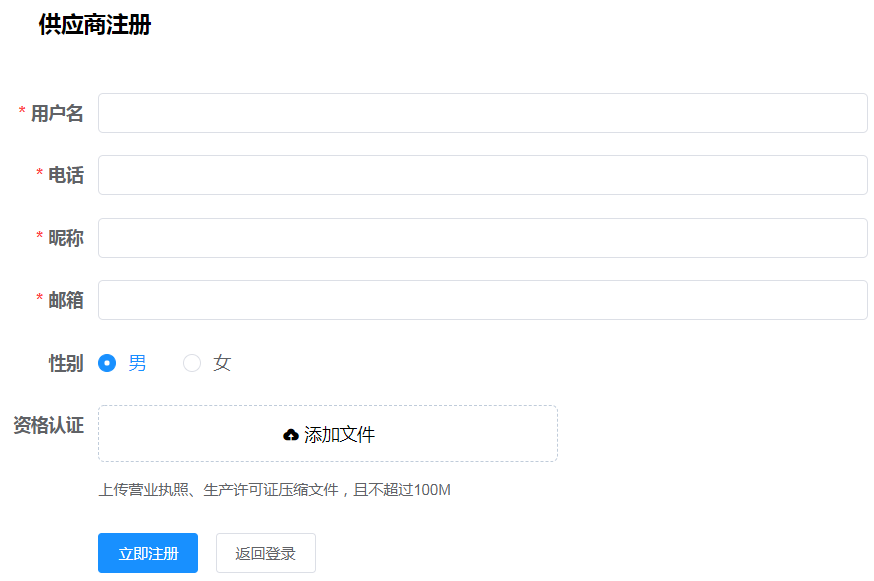 供应商注册
* 用户名
* 电话
* 昵称
* 邮箱
性别 男 女
资格认证 添加文件
上传营业执照、生产许可证压缩文件，且不超过100M
立即注册 返回登录